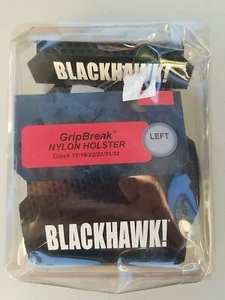 BLACKHAWK!
GripBreak®
NYLON HOLSTER
LEFT
Glock 17/19/22/23/31/32
BLACKHAWK!